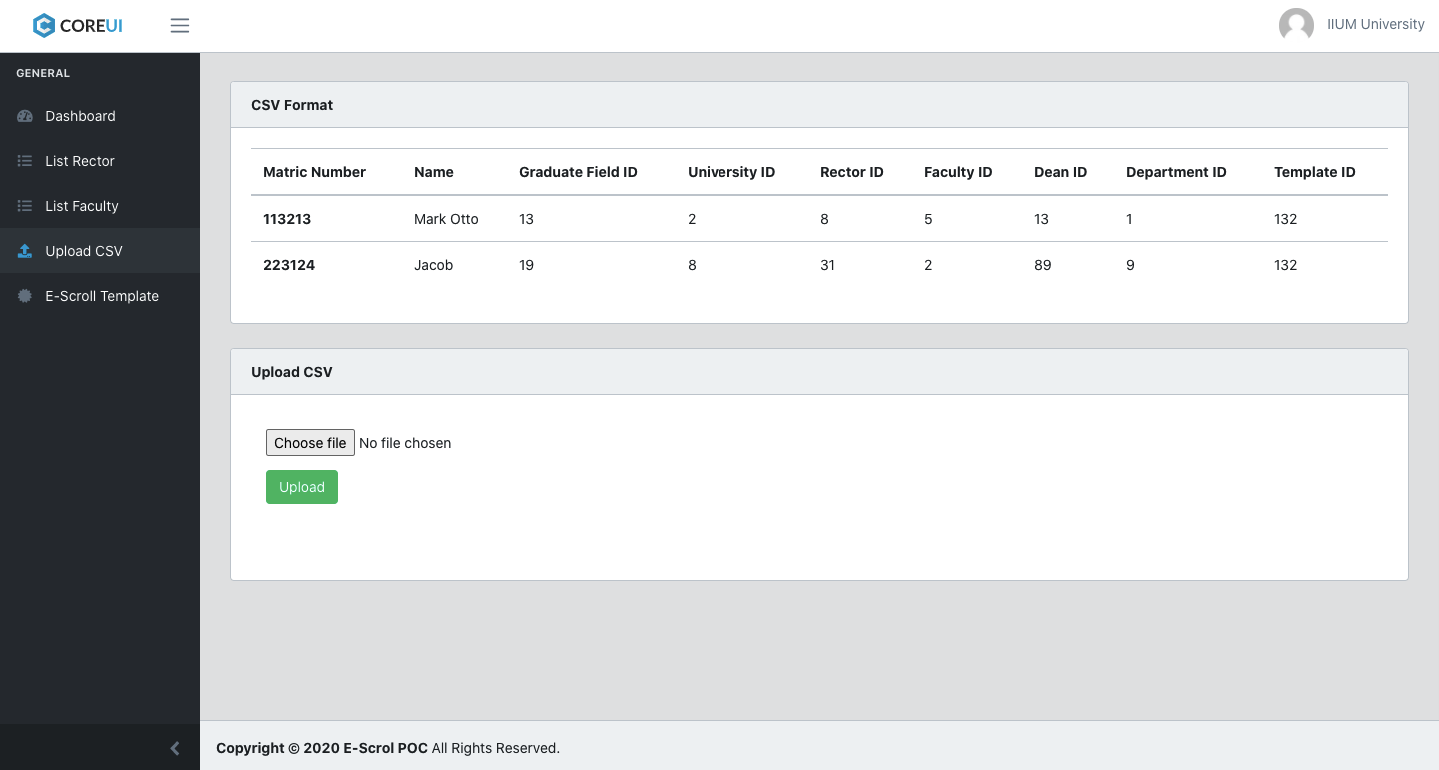 COREUI
IIUM University
GENERAL
Dashboard
List Rector
List Faculty
Upload CSV
E-Scroll Template
CSV Format
Matric Number Name Graduate Field ID University ID Rector ID Faculty ID Dean ID Department ID Template ID
113213 Mark Otto 13 2 8 5 13 1 132
223124 Jacob 19 8 31 2 89 9 132
Upload CSV
Choose file No file chosen
Upload
Copyright © 2020 E-Scrol POC All Rights Reserved.